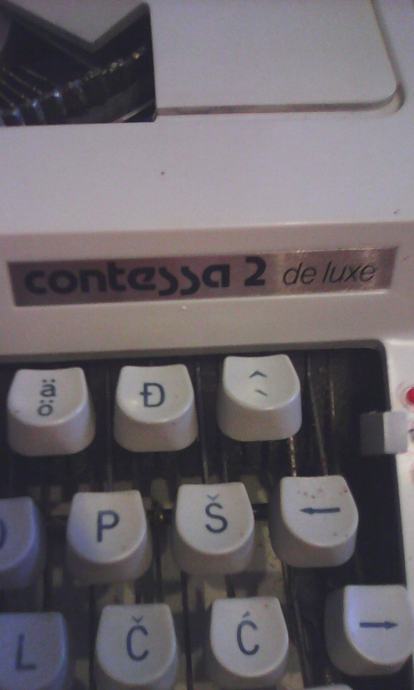 contessa 2 de luxe
ä ö Đ ^ `
P Š ←
L Č Ć →